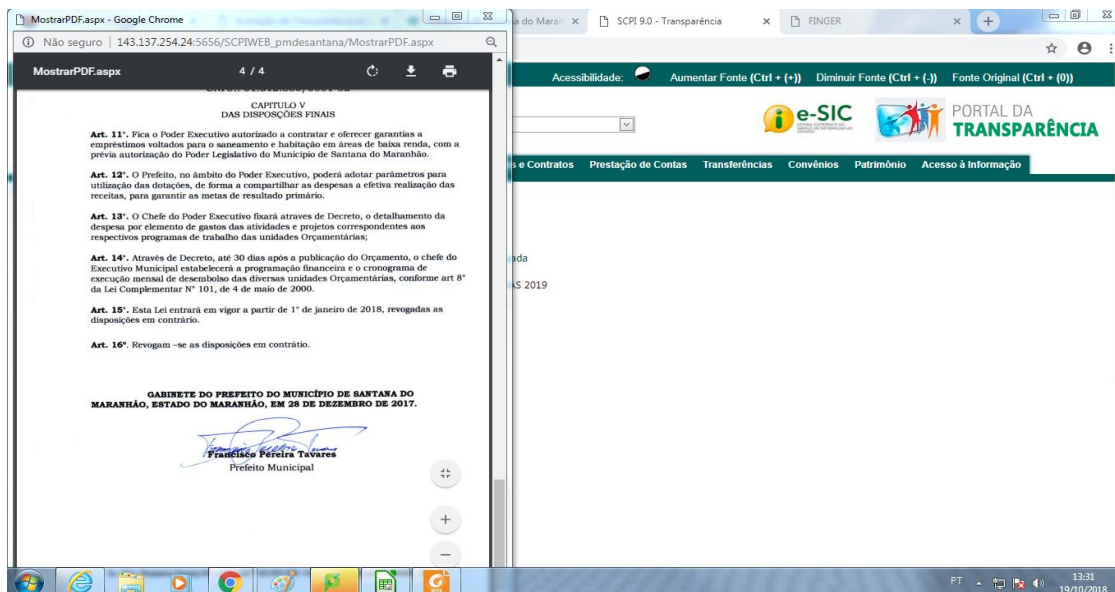 MostrarPDF.aspx - Google Chrome
Não seguro | 143.137.254.24:5656/SCPIWEB_pmdesantana/MostrarPDF.aspx
MostrarPDF.aspx 4 / 4
CAPITULO V
DAS DISPOSÇÕES FINAIS
Art. 11°. Fica o Poder Executivo autorizado a contratar e oferecer garantias a
empréstimos voltados para o saneamento e habitação em áreas de baixa renda, com a
prévia autorização do Poder Legislativo do Município de Santana do Maranhão.
Art. 12°. O Prefeito, no âmbito do Poder Executivo, poderá adotar parâmetros para
utilização das dotações, de forma a compartilhar as despesas a efetiva realização das
receitas, para garantir as metas de resultado primário.
Art. 13°. O Chefe do Poder Executivo fixará atraves de Decreto, o detalhamento da
despesa por elemento de gastos das atividades e projetos correspondentes aos
respectivos programas de trabalho das unidades Orçamentárias;
Art. 14°. Através de Decreto, até 30 dias após a publicação do Orçamento, o chefe do
Executivo Municipal estabelecerá a programação financeira e o cronograma de
execução mensal de desembolso das diversas unidades Orçamentárias, conforme art 8°
da Lei Complementar N° 101, de 4 de maio de 2000.
Art. 15°. Esta Lei entrará em vigor a partir de 1° de janeiro de 2018, revogadas as
disposições em contrário.
Art. 16°. Revogam –se as disposições em contrátio.
GABINETE DO PREFEITO DO MUNICÍPIO DE SANTANA DO
MARANHÃO, ESTADO DO MARANHÃO, EM 28 DE DEZEMBRO DE 2017.
Francisco Pereira Tavares
Prefeito Municipal
ia do Maran
SCPI 9.0 - Transparência
FINGER
Acessibilidade: Aumentar Fonte (Ctrl + (+)) Diminuir Fonte (Ctrl + (-)) Fonte Original (Ctrl + (0))
e-SIC
PORTAL DA
TRANSPARÊNCIA
s e Contratos Prestação de Contas Transferências Convênios Patrimônio Acesso à Informação
ada
AS 2019
PT 13:31
19/10/2018